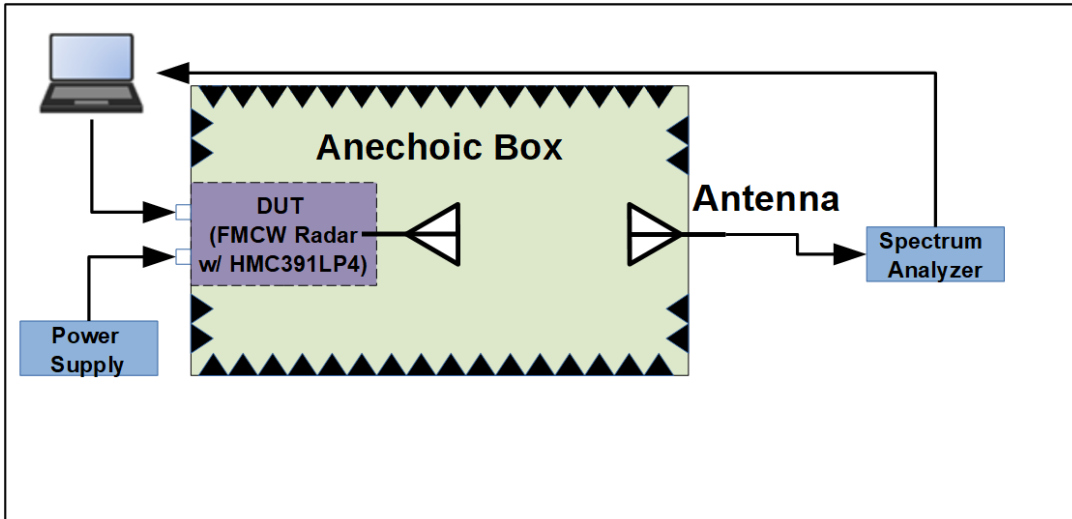 Anechoic Box
DUT
(FMCW Radar
w/ HMC391LP4)
Antenna
Spectrum
Analyzer
Power
Supply